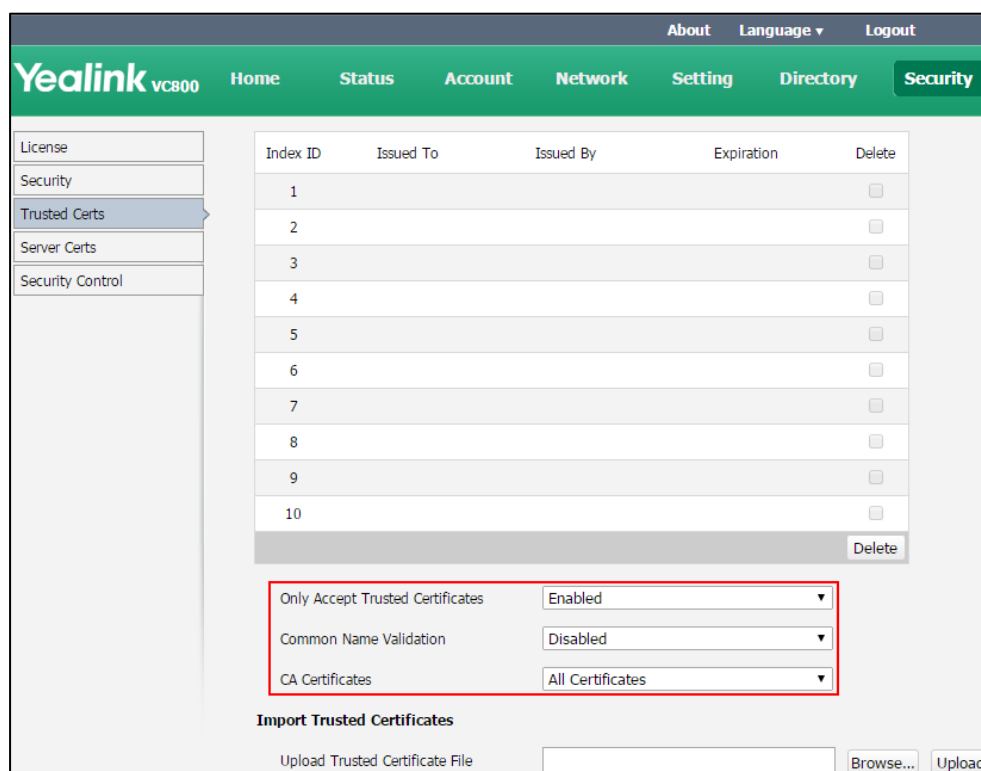 About Language ▾ Logout
Yealink VC800 Home Status Account Network Setting Directory Security
License
Security
Trusted Certs
Server Certs
Security Control
Index ID Issued To Issued By Expiration Delete
1
2
3
4
5
6
7
8
9
10
Delete
Only Accept Trusted Certificates Enabled
Common Name Validation Disabled
CA Certificates All Certificates
Import Trusted Certificates
Upload Trusted Certificate File Browse... Upload